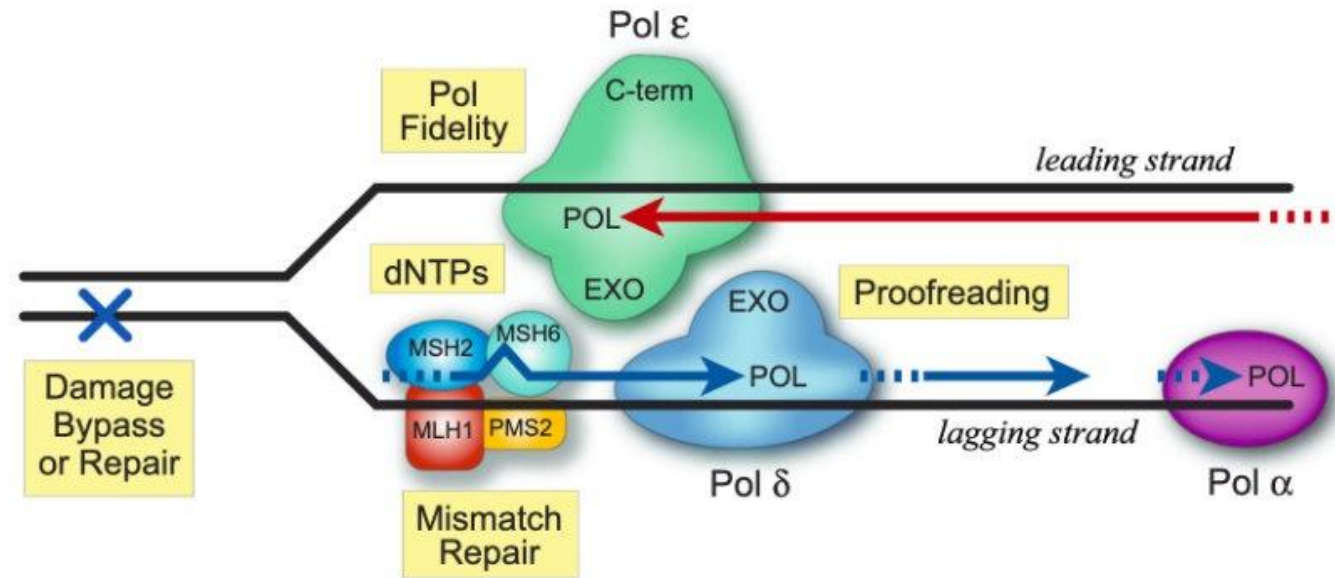 Pol ε
C-term
Pol
Fidelity
leading strand
POL
dNTPs
EXO
EXO
Proofreading
MSH2
MSH6
POL
POL
Damage
Bypass
or Repair
MLH1
PMS2
lagging strand
Pol δ
Pol α
Mismatch
Repair